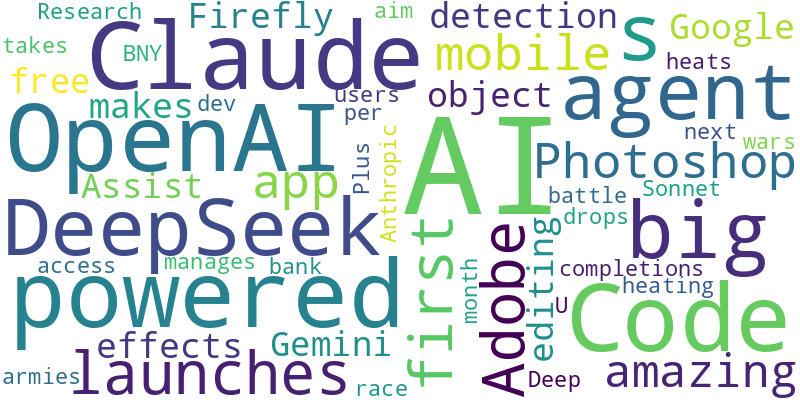 Research
Firefly
aim
detection
s
Google
takes
BNY
Claude
mobile
heats
free
makes
dev
users
per
object
agent
next
wars
OpenAI
Plus
Anthropic
AI
Photoshop
Assist
app
battle
Sonnet
drops
DeepSeek
first
Adobe
editing
big
access
manages
bank
month
completions
heating
powered
U
Code
effects
Gemini
armies
launches
race
Deep
amazing